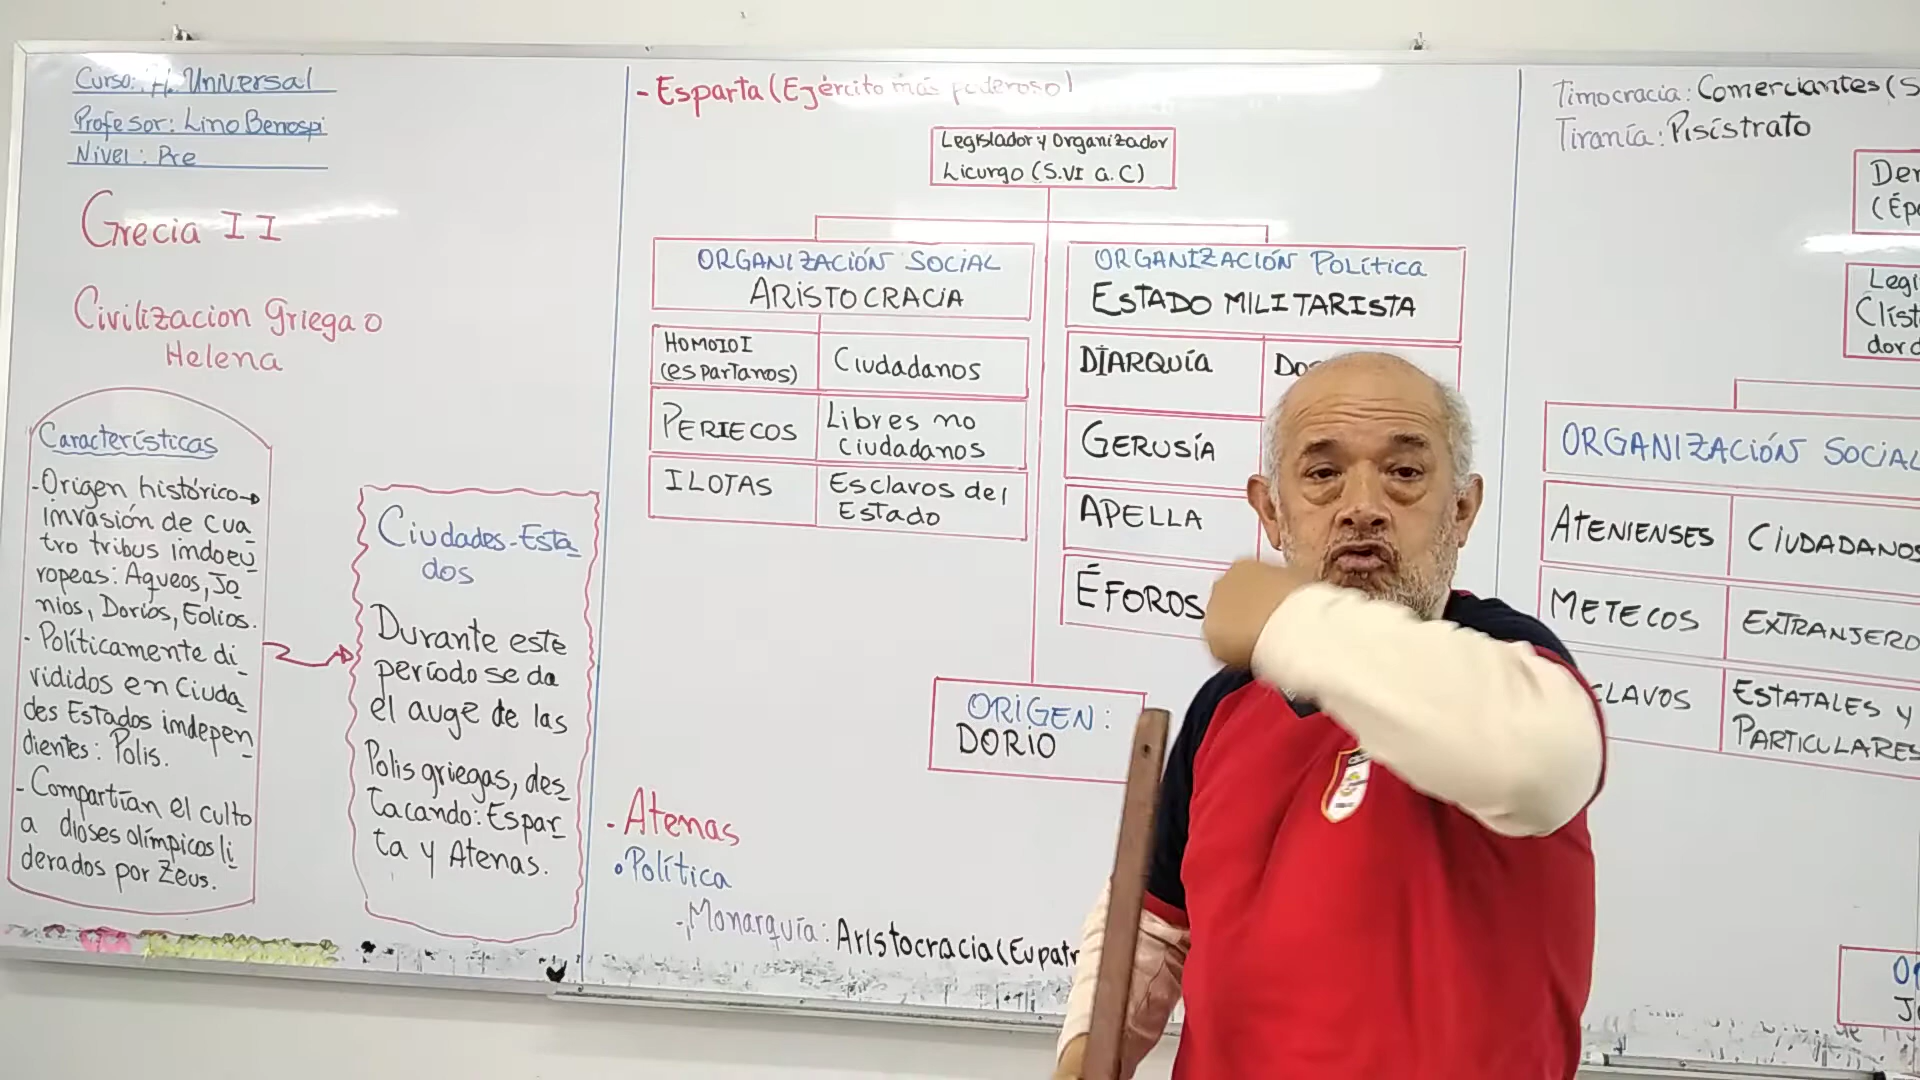 Curso: H. Universal
Profesor: Lino Benospi
Nivel: Pre
Grecia II
Civilizacion Griega o
Helena
Características
- Origen histórico
invasión de cua
tro tribus indoeu
ropeas: Aqueos, Jo
nios, Dorios, Eolios.
- Políticamente di
vididos en Ciuda
des Estados indepen
dientes: Polis.
- Compartían el culto
a dioses olímpicos li
derados por Zeus.
Ciudades-Esta
dos
Durante este
período se da
el auge de las
Polis griegas, des
tacando: Espar
ta y Atenas.
- Esparta (Ejército más poderoso)
Legislador y Organizador
Licurgo (S.VI a.C)
ORGANIZACIÓN SOCIAL
ARISTOCRACIA
HOMOIOI
(espartanos)
Ciudadanos
PERIECOS
Libres no
Ciudadanos
ILOTAS
Esclavos del
Estado
ORGANIZACIÓN Política
ESTADO MILITARISTA
DIARQUÍA
GERUSÍA
APELLA
ÉFOROS
ORIGEN:
DORIO
- Atenas
Política
- Monarquía: Aristocracia (Eupatr
Timocracia: Comerciantes (S
Tiranía: Pisístrato
Der
(Épo
Legi
Clíst
dor d
ORGANIZACIÓN SOCIAL
ATENIENSES
CIUDADANOS
METECOS
EXTRANJERO
CLAVOS
ESTATALES Y
PARTICULARES